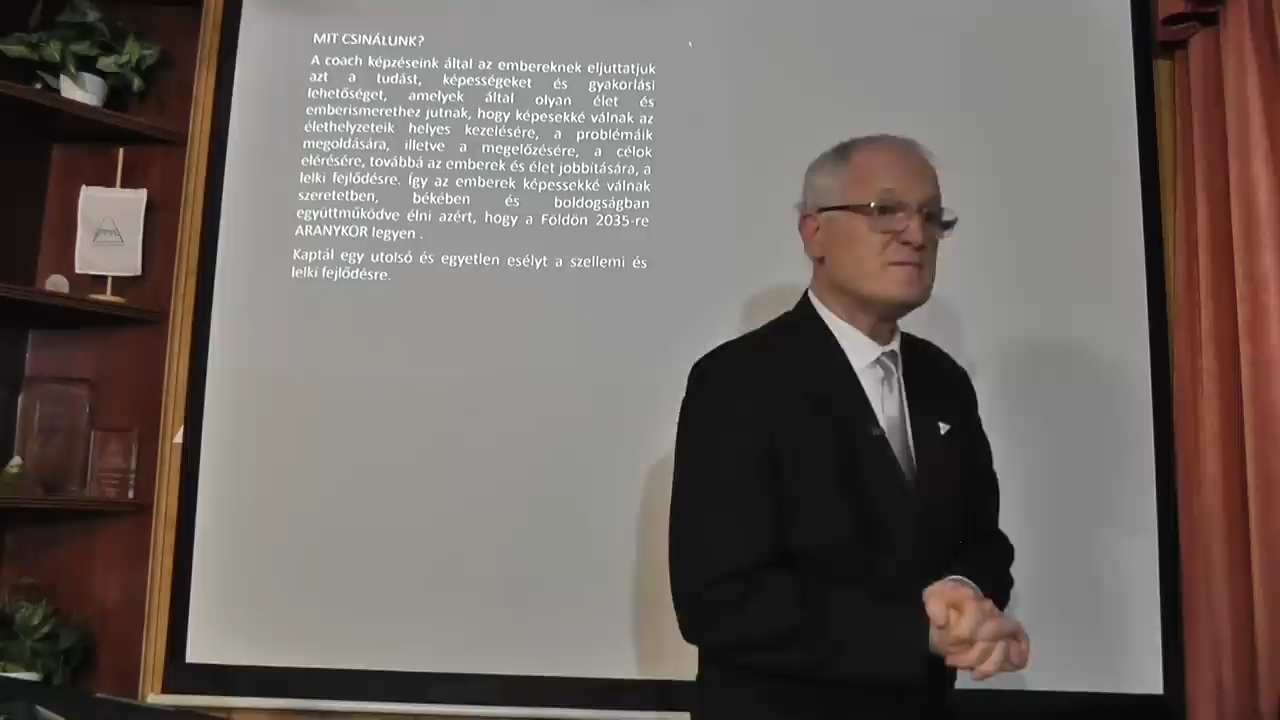 MIT CSINÁLUNK?
A coach képzéseink által az embereknek eljuttatjuk
azt a tudást, képességeket és gyakorlási
lehetőséget, amelyek által olyan élet és
emberismerethez jutnak, hogy képesekké válnak az
élethelyzeteik helyes kezelésére, a problémáik
megoldására, illetve a megelőzésére, a célok
elérésére, továbbá az emberek és élet jobbítására, a
lelki fejlődésre. Így az emberek képessekké válnak
szeretetben, békében és boldogságban
együttműködve élni azért, hogy a Földön 2035-re
ARANYKOR legyen .
Kaptál egy utolsó és egyetlen esélyt a szellemi és
lelki fejlődésre.